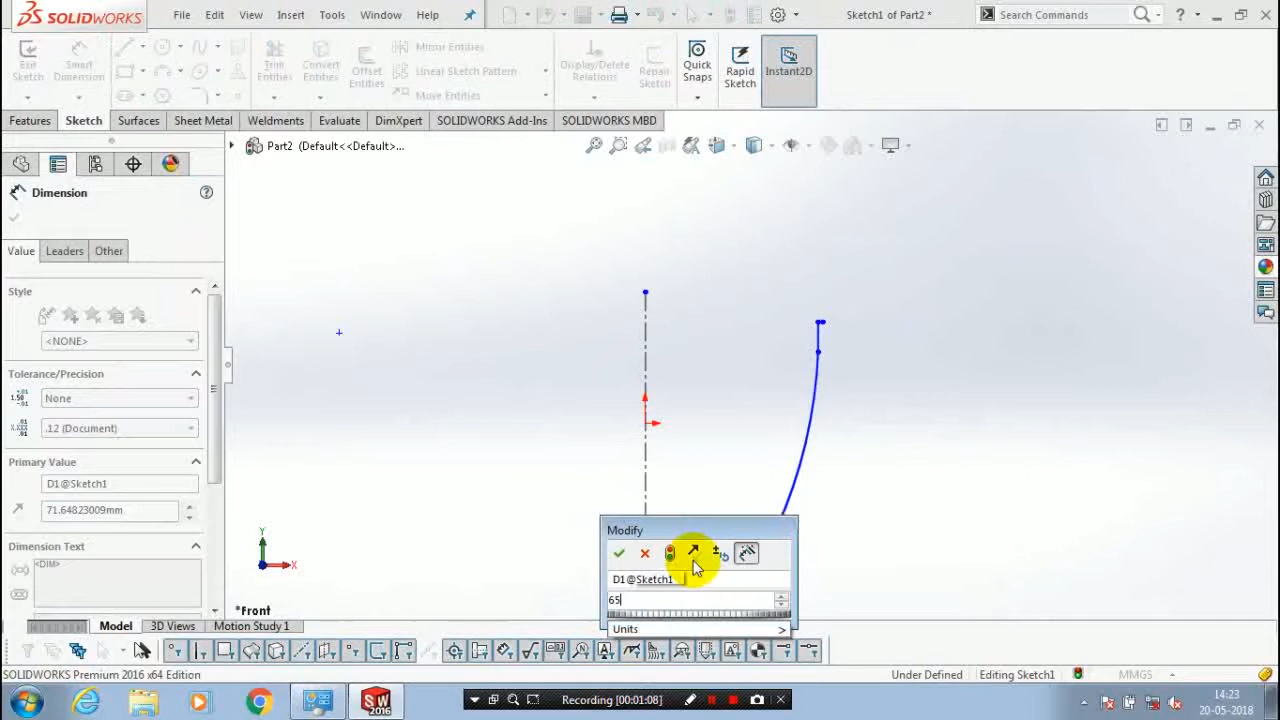 SOLIDWORKS
File Edit View Insert Tools Window Help
Sketch1 of Part2 *
Search Commands
?
Exit Sketch
Smart Dimension
Trim Entities
Convert Entities
Offset Entities
Mirror Entities
Linear Sketch Pattern
Move Entities
Display/Delete Relations
Repair Sketch
Quick Snaps
Rapid Sketch
Instant2D
Features Sketch Surfaces Sheet Metal Weldments Evaluate DimXpert SOLIDWORKS Add-Ins SOLIDWORKS MBD
Part2 (Default<<Default>...
Dimension
?
Value Leaders Other
Style
<NONE>
Tolerance/Precision
None
.12 (Document)
Primary Value
D1@Sketch1
71.64823009mm
Dimension Text
<DIM>
Y
X
*Front
Modify
D1@Sketch1
65
Units >
Model 3D Views Motion Study 1
SOLIDWORKS Premium 2016 x64 Edition
Under Defined Editing Sketch1 MMGS
SW 2016
Recording [00:01:08]
14:23
20-05-2018